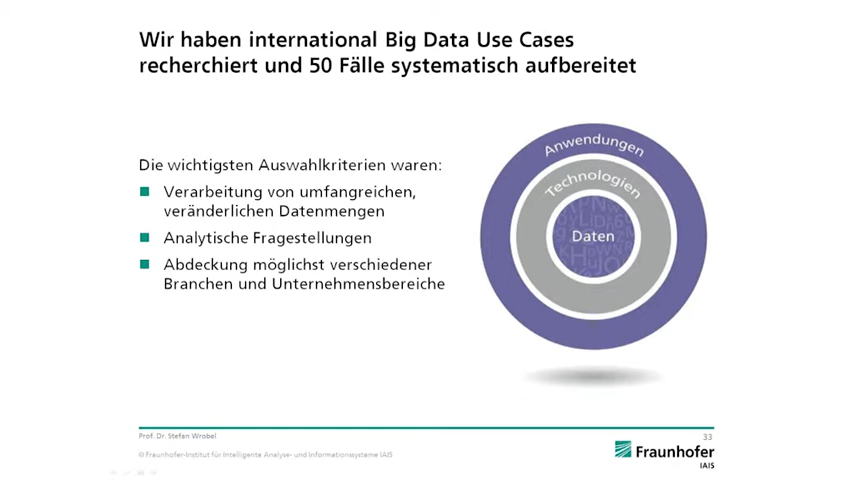 Wir haben international Big Data Use Cases
recherchiert und 50 Fälle systematisch aufbereitet
Die wichtigsten Auswahlkriterien waren:
Verarbeitung von umfangreichen,
veränderlichen Datenmengen
Analytische Fragestellungen
Abdeckung möglichst verschiedener
Branchen und Unternehmensbereiche
Anwendungen
Technologien
Daten
Prof. Dr. Stefan Wrobel
33
© Fraunhofer-Institut für Intelligente Analyse- und Informationssysteme IAIS
Fraunhofer
IAIS